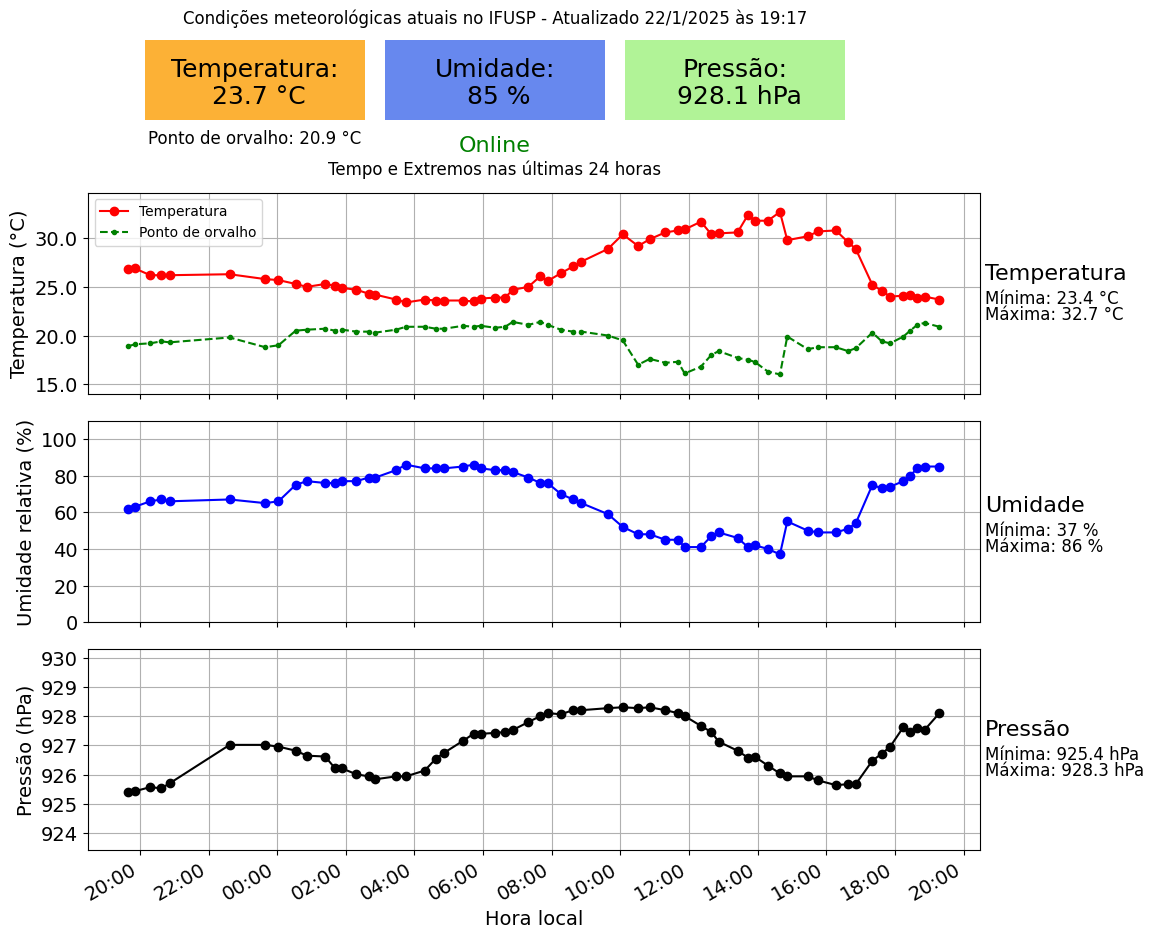 Condições meteorológicas atuais no IFUSP - Atualizado 22/1/2025 às 19:17
Temperatura:
23.7 °C
Umidade:
85 %
Pressão:
928.1 hPa
Ponto de orvalho: 20.9 °C
Online
Tempo e Extremos nas últimas 24 horas
Temperatura (°C)
30.0
25.0
20.0
15.0
Temperatura
Ponto de orvalho
Temperatura
Mínima: 23.4 °C
Máxima: 32.7 °C
Umidade relativa (%)
100
80
60
40
20
0
Umidade
Mínima: 37 %
Máxima: 86 %
Pressão (hPa)
930
929
928
927
926
925
924
Pressão
Mínima: 925.4 hPa
Máxima: 928.3 hPa
20:00 22:00 00:00 02:00 04:00 06:00 08:00 10:00 12:00 14:00 16:00 18:00 20:00
Hora local